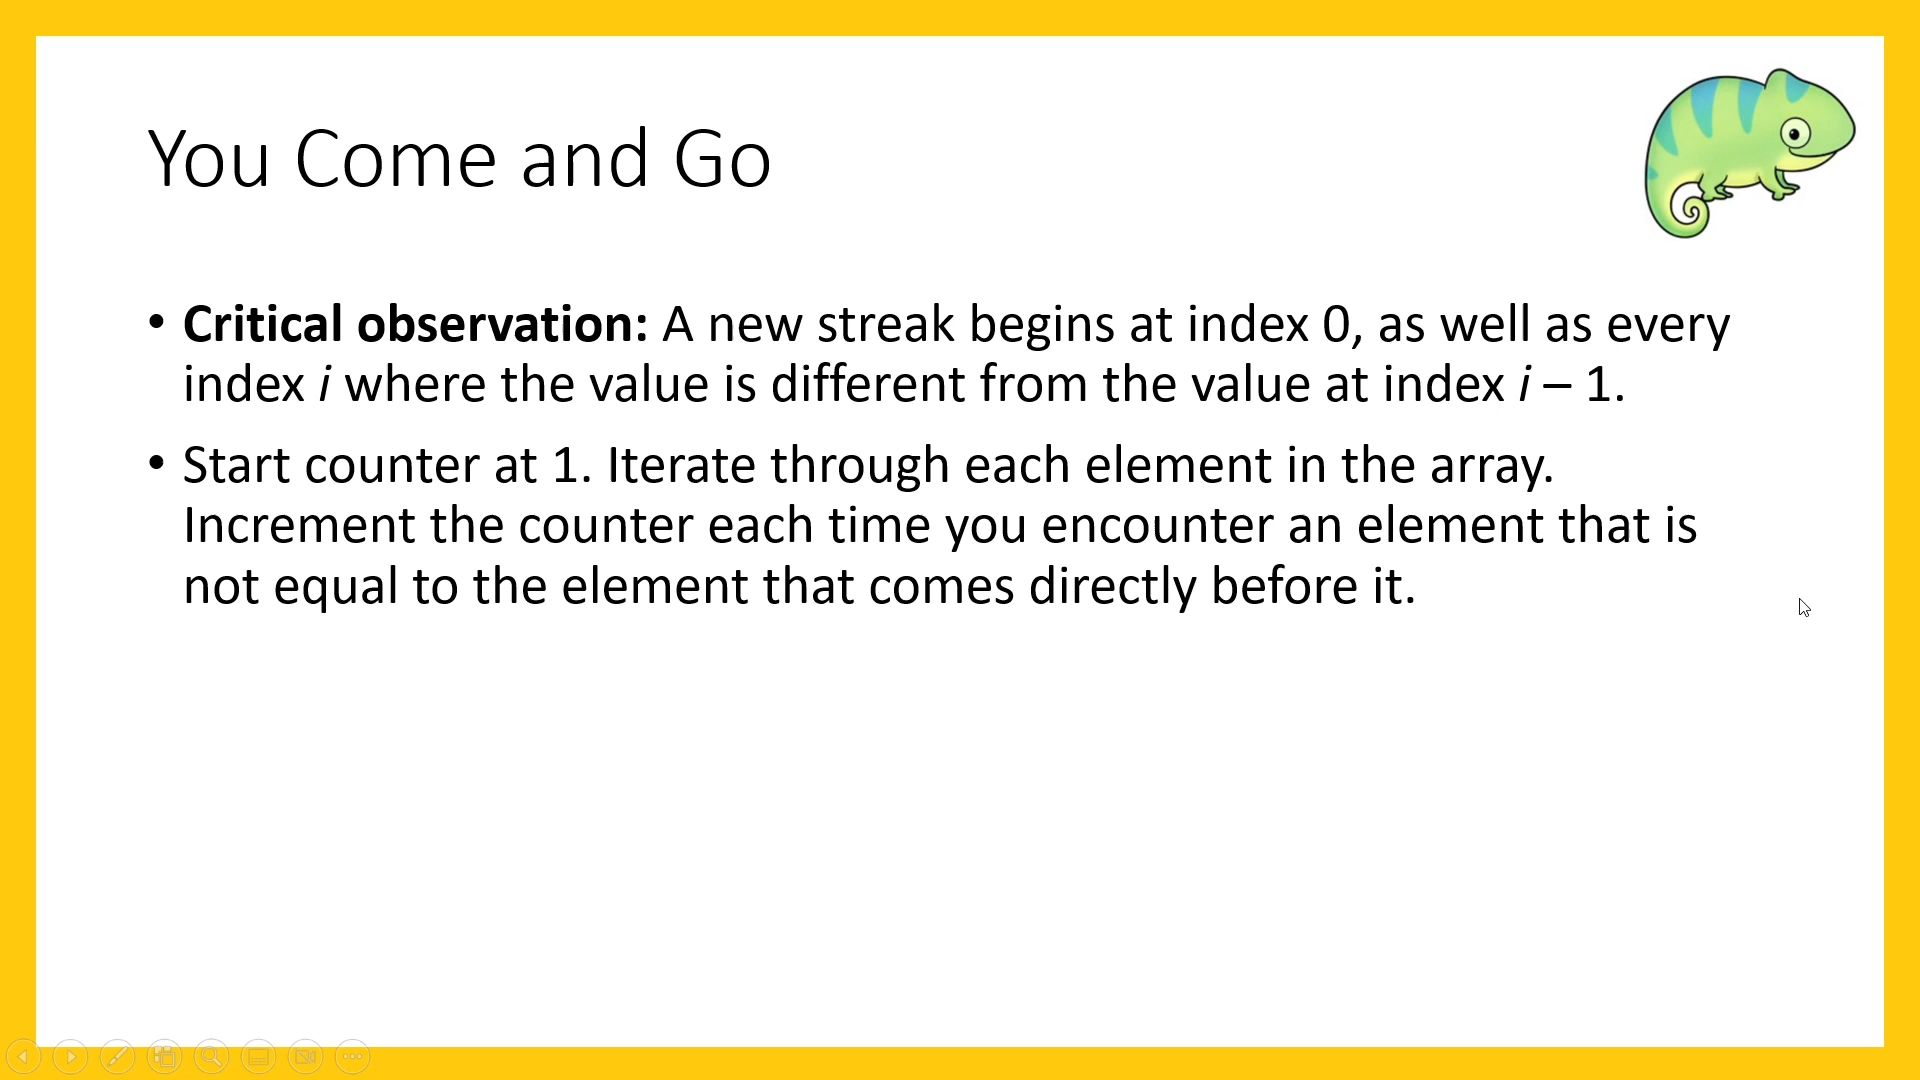 You Come and Go
• Critical observation: A new streak begins at index 0, as well as every
index i where the value is different from the value at index i – 1.
• Start counter at 1. Iterate through each element in the array.
Increment the counter each time you encounter an element that is
not equal to the element that comes directly before it.